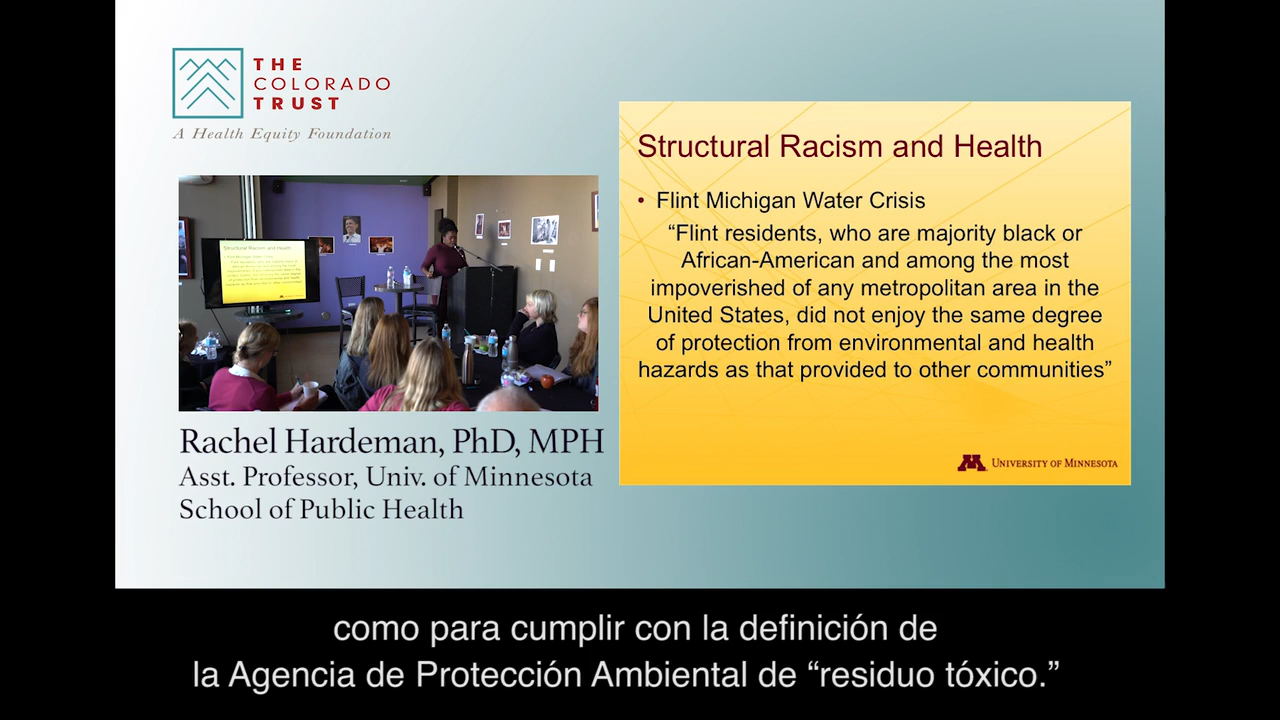 THE
COLORADO
TRUST
A Health Equity Foundation
Structural Racism and Health
• Flint Michigan Water Crisis
“Flint residents, who are majority black or
African-American and among the most
impoverished of any metropolitan area in the
United States, did not enjoy the same degree
of protection from environmental and health
hazards as that provided to other communities”
UNIVERSITY OF MINNESOTA
Rachel Hardeman, PhD, MPH
Asst. Professor, Univ. of Minnesota
School of Public Health
como para cumplir con la definición de
la Agencia de Protección Ambiental de “residuo tóxico.”